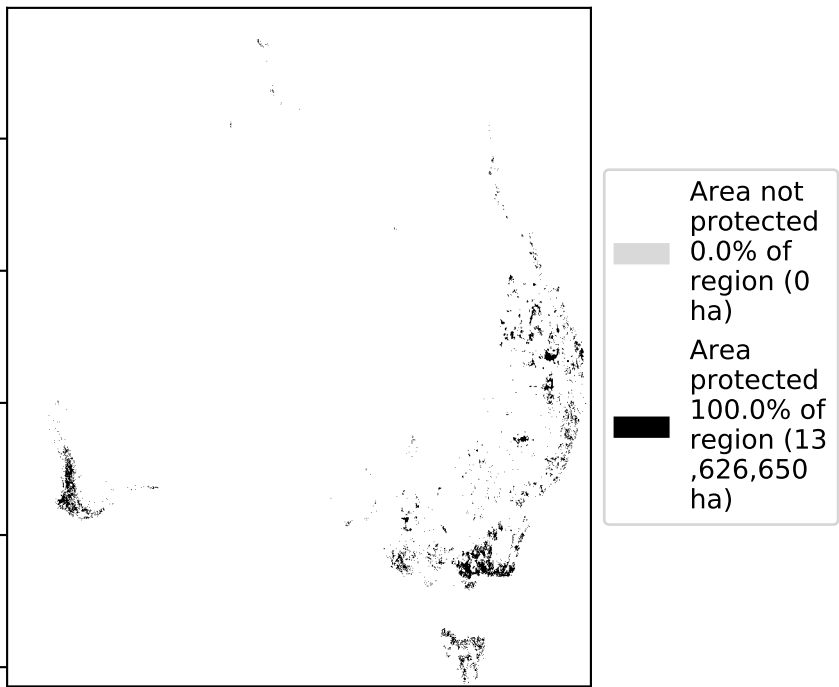 Area not
protected
0.0% of
region (0
ha)
Area
protected
100.0% of
region (13
,626,650
ha)